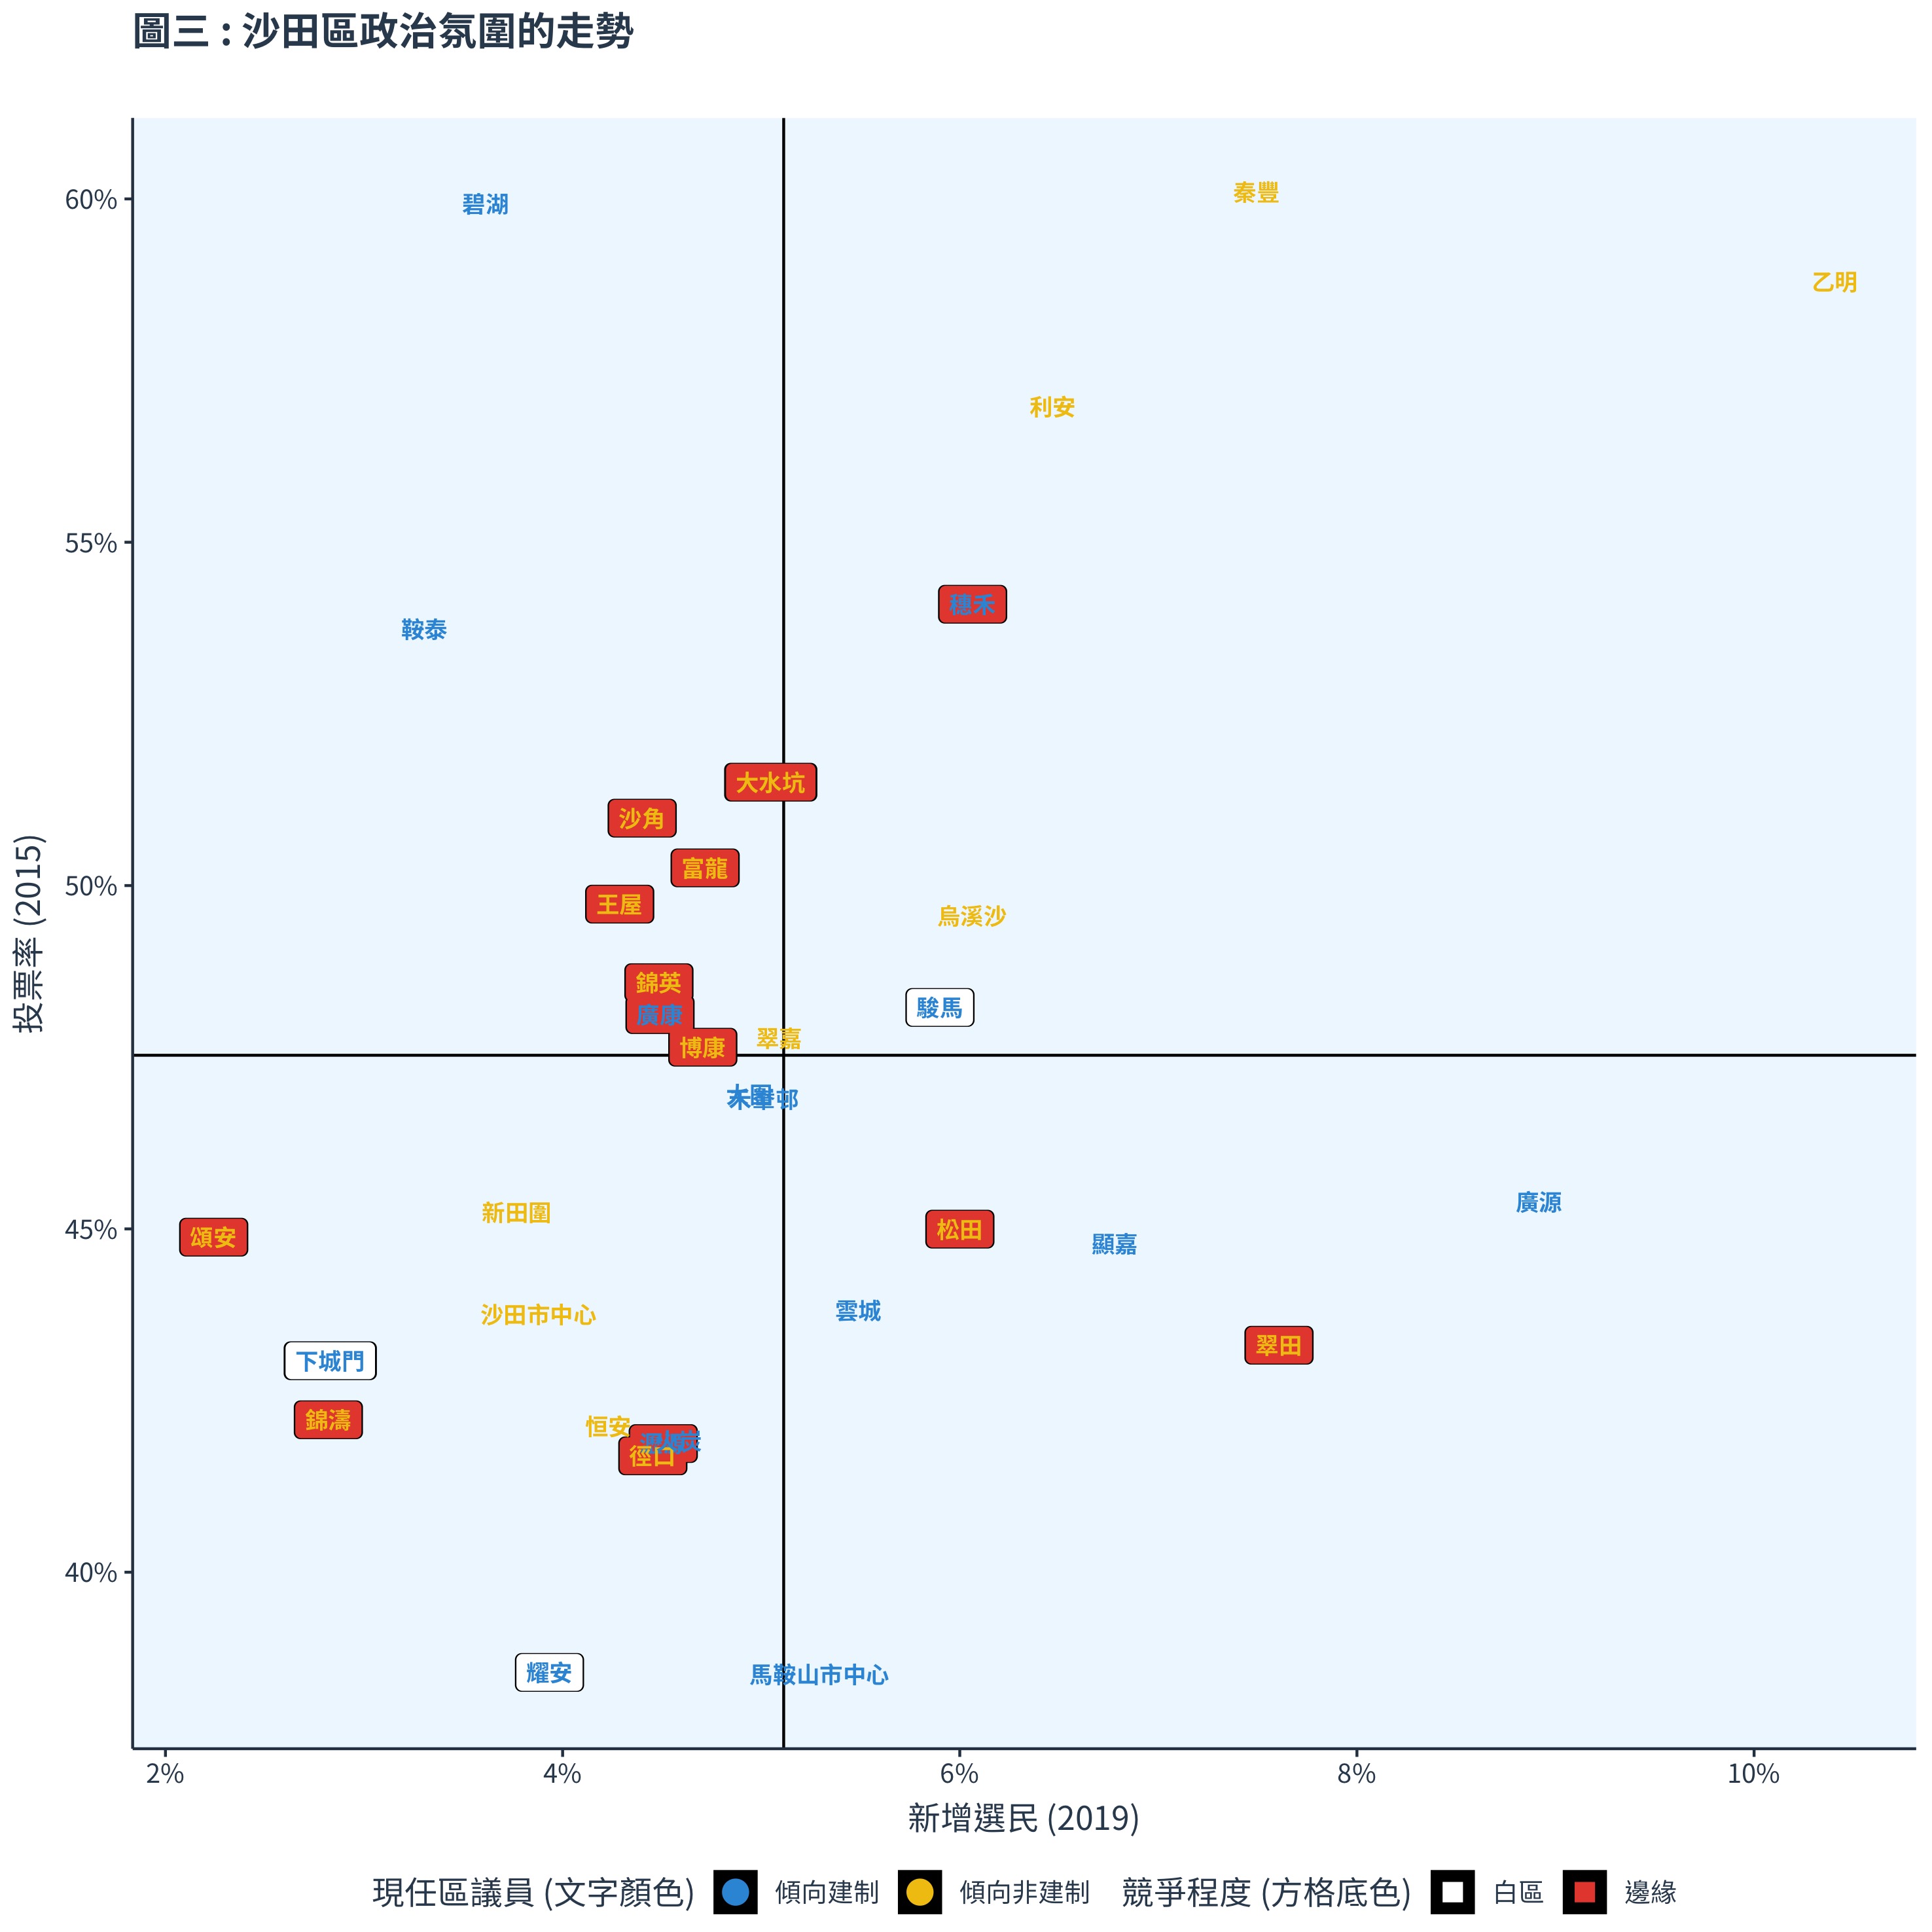 圖三 : 沙田區政治氛圍的走勢
60%
55%
50%
45%
40%
投票率 (2015)
碧湖
秦豐
乙明
利安
穗禾
鞍泰
大水坑
沙角
富龍
王屋
烏溪沙
錦英
駿馬
廣康
翠嘉
博康
大圍
禾輋邨
廣源
新田圍
松田
頌安
顯嘉
雲城
沙田市中心
翠田
下城門
錦濤
恒安
徑口
耀安
馬鞍山市中心
2%
4%
6%
8%
10%
新增選民 (2019)
現任區議員 (文字顏色) 傾向建制 傾向非建制 競爭程度 (方格底色) 白區 邊緣